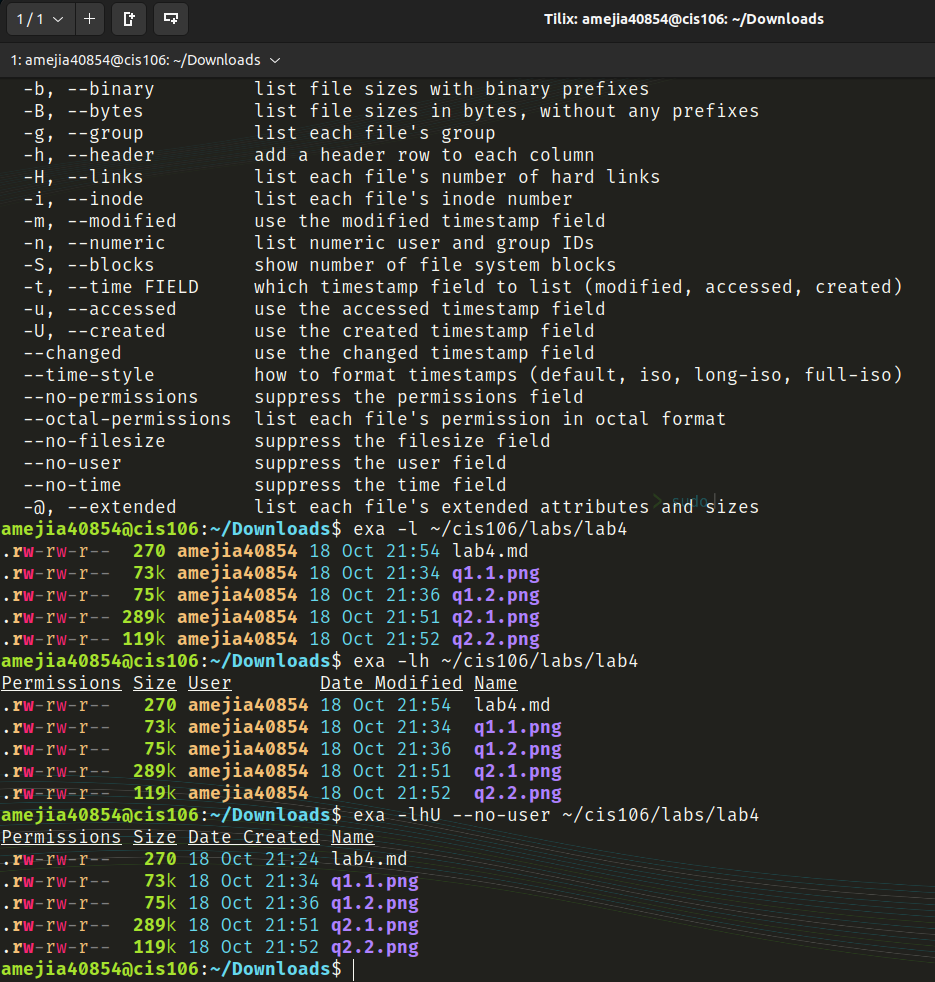 1 / 1
Tilix: amejia40854@cis106: ~/Downloads
1: amejia40854@cis106: ~/Downloads
-b, --binary list file sizes with binary prefixes
-B, --bytes list file sizes in bytes, without any prefixes
-g, --group list each file's group
-h, --header add a header row to each column
-H, --links list each file's number of hard links
-i, --inode list each file's inode number
-m, --modified use the modified timestamp field
-n, --numeric list numeric user and group IDs
-S, --blocks show number of file system blocks
-t, --time FIELD which timestamp field to list (modified, accessed, created)
-u, --accessed use the accessed timestamp field
-U, --created use the created timestamp field
--changed use the changed timestamp field
--time-style how to format timestamps (default, iso, long-iso, full-iso)
--no-permissions suppress the permissions field
--octal-permissions list each file's permission in octal format
--no-filesize suppress the filesize field
--no-user suppress the user field
--no-time suppress the time field
> sudo
-@, --extended list each file's extended attributes and sizes
amejia40854@cis106:~/Downloads$ exa -l ~/cis106/labs/lab4
.rw-rw-r-- 270 amejia40854 18 Oct 21:54 lab4.md
.rw-rw-r-- 73k amejia40854 18 Oct 21:34 q1.1.png
.rw-rw-r-- 75k amejia40854 18 Oct 21:36 q1.2.png
.rw-rw-r-- 289k amejia40854 18 Oct 21:51 q2.1.png
.rw-rw-r-- 119k amejia40854 18 Oct 21:52 q2.2.png
amejia40854@cis106:~/Downloads$ exa -lh ~/cis106/labs/lab4
Permissions Size User Date Modified Name
.rw-rw-r-- 270 amejia40854 18 Oct 21:54 lab4.md
.rw-rw-r-- 73k amejia40854 18 Oct 21:34 q1.1.png
.rw-rw-r-- 75k amejia40854 18 Oct 21:36 q1.2.png
.rw-rw-r-- 289k amejia40854 18 Oct 21:51 q2.1.png
.rw-rw-r-- 119k amejia40854 18 Oct 21:52 q2.2.png
amejia40854@cis106:~/Downloads$ exa -lhU --no-user ~/cis106/labs/lab4
Permissions Size Date Created Name
.rw-rw-r-- 270 18 Oct 21:24 lab4.md
.rw-rw-r-- 73k 18 Oct 21:34 q1.1.png
.rw-rw-r-- 75k 18 Oct 21:36 q1.2.png
.rw-rw-r-- 289k 18 Oct 21:51 q2.1.png
.rw-rw-r-- 119k 18 Oct 21:52 q2.2.png
amejia40854@cis106:~/Downloads$